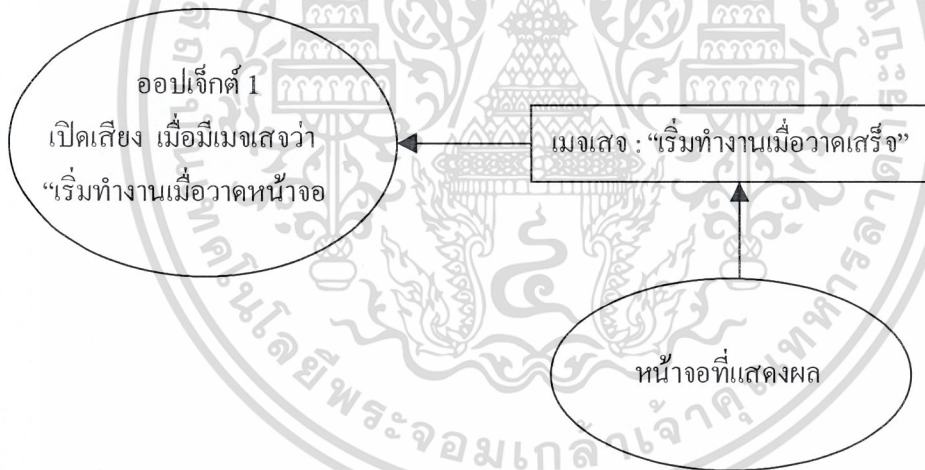 ออปเจ็กต์ 1
เปิดเสียง เมื่อมีเมจเสจว่า
“เริ่มทำงานเมื่อวาดหน้าจอ
เมจเสจ : “เริ่มทำงานเมื่อวาดเสร็จ”
หน้าจอที่แสดงผล